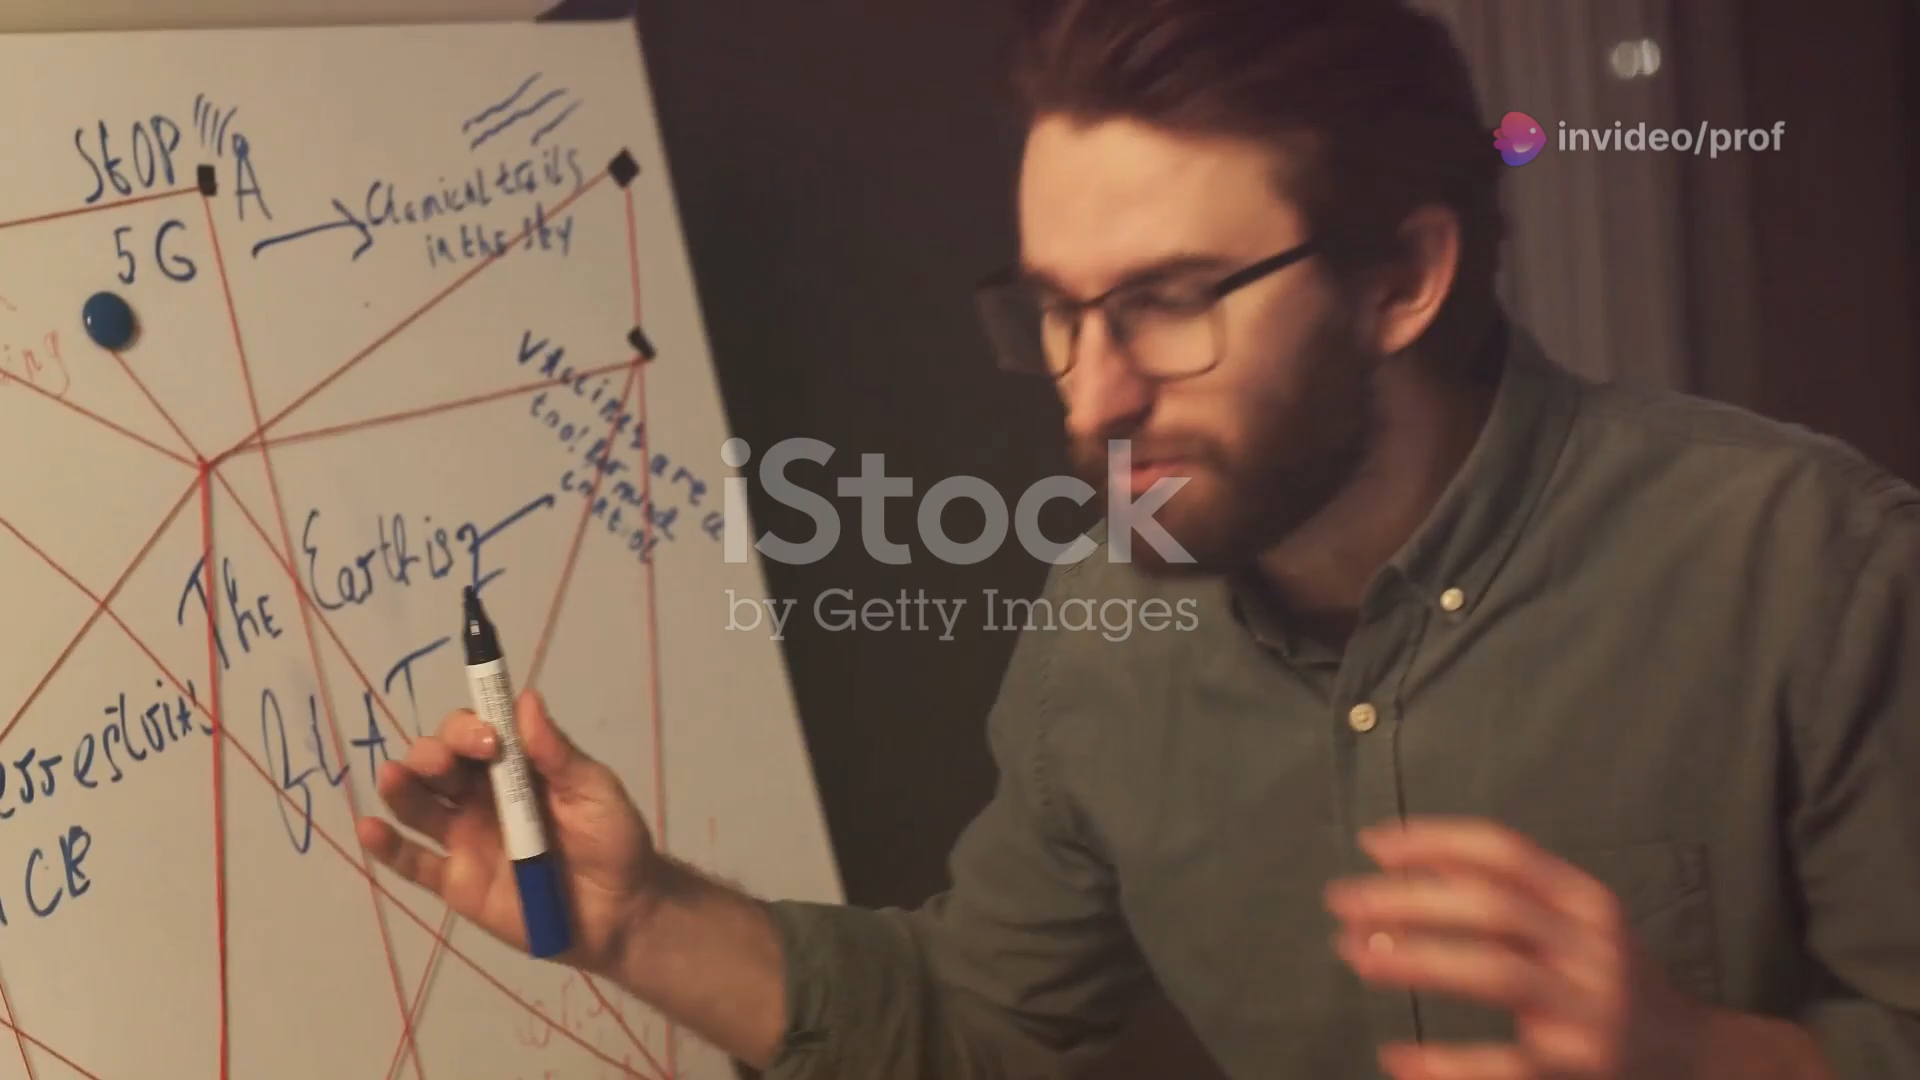 STOP
A
5G
Chemical trails
in the sky
invideo/prof
Vaccines are a
too! for mind
control
iStock
by Getty Images
The Earth is
FLAT